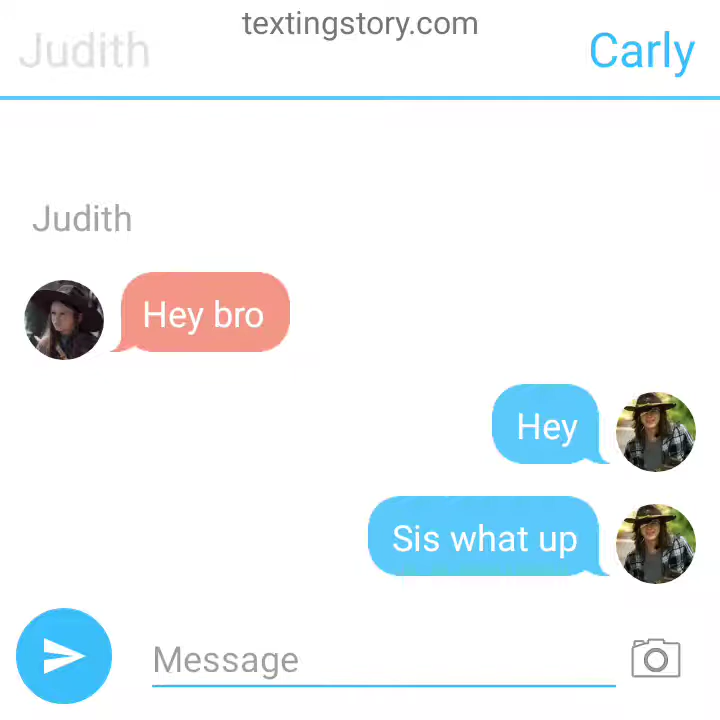 textingstory.com
Judith
Carly
Judith
Hey bro
Hey
Sis what up
Message